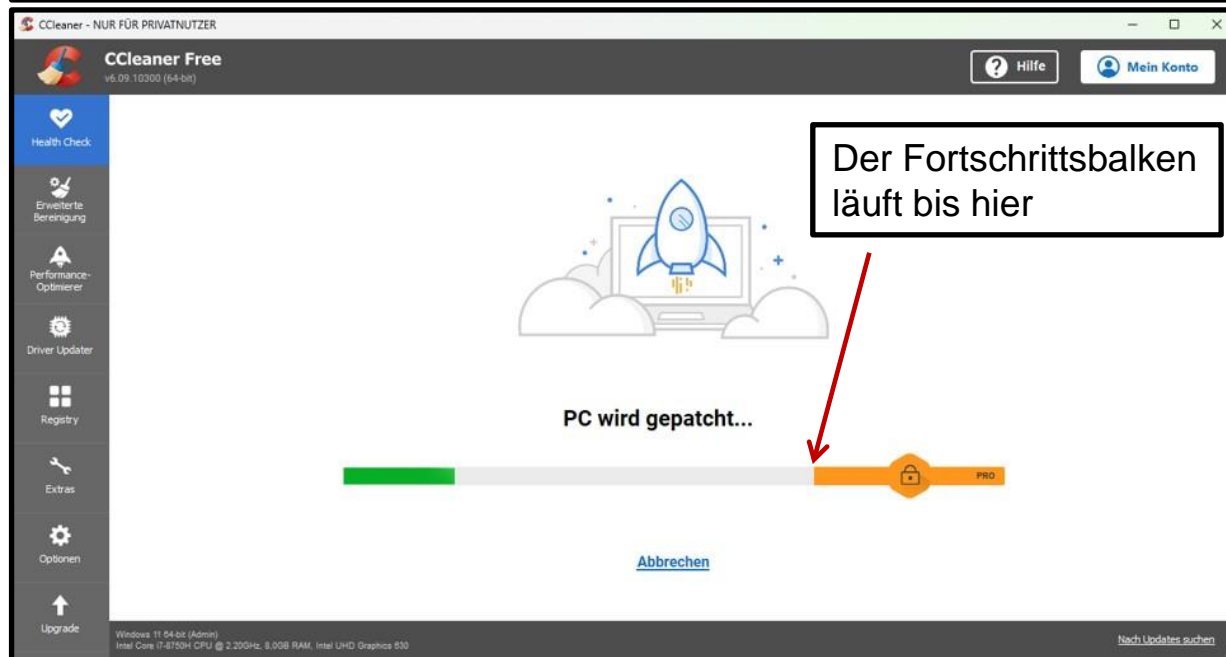 CCleaner - NUR FÜR PRIVATNUTZER
CCleaner Free
v6.09.10300 (64-bit)
Hilfe
Mein Konto
Health Check
Erweiterte
Bereinigung
Performance-
Optimierer
Driver Updater
Registry
Extras
Optionen
Upgrade
Der Fortschrittsbalken
läuft bis hier
PC wird gepatcht...
PRO
Abbrechen
Windows 11 64-bit (Admin)
Intel Core i7-8750H CPU @ 2.20GHz, 8,0GB RAM, Intel UHD Graphics 630
Nach Updates suchen